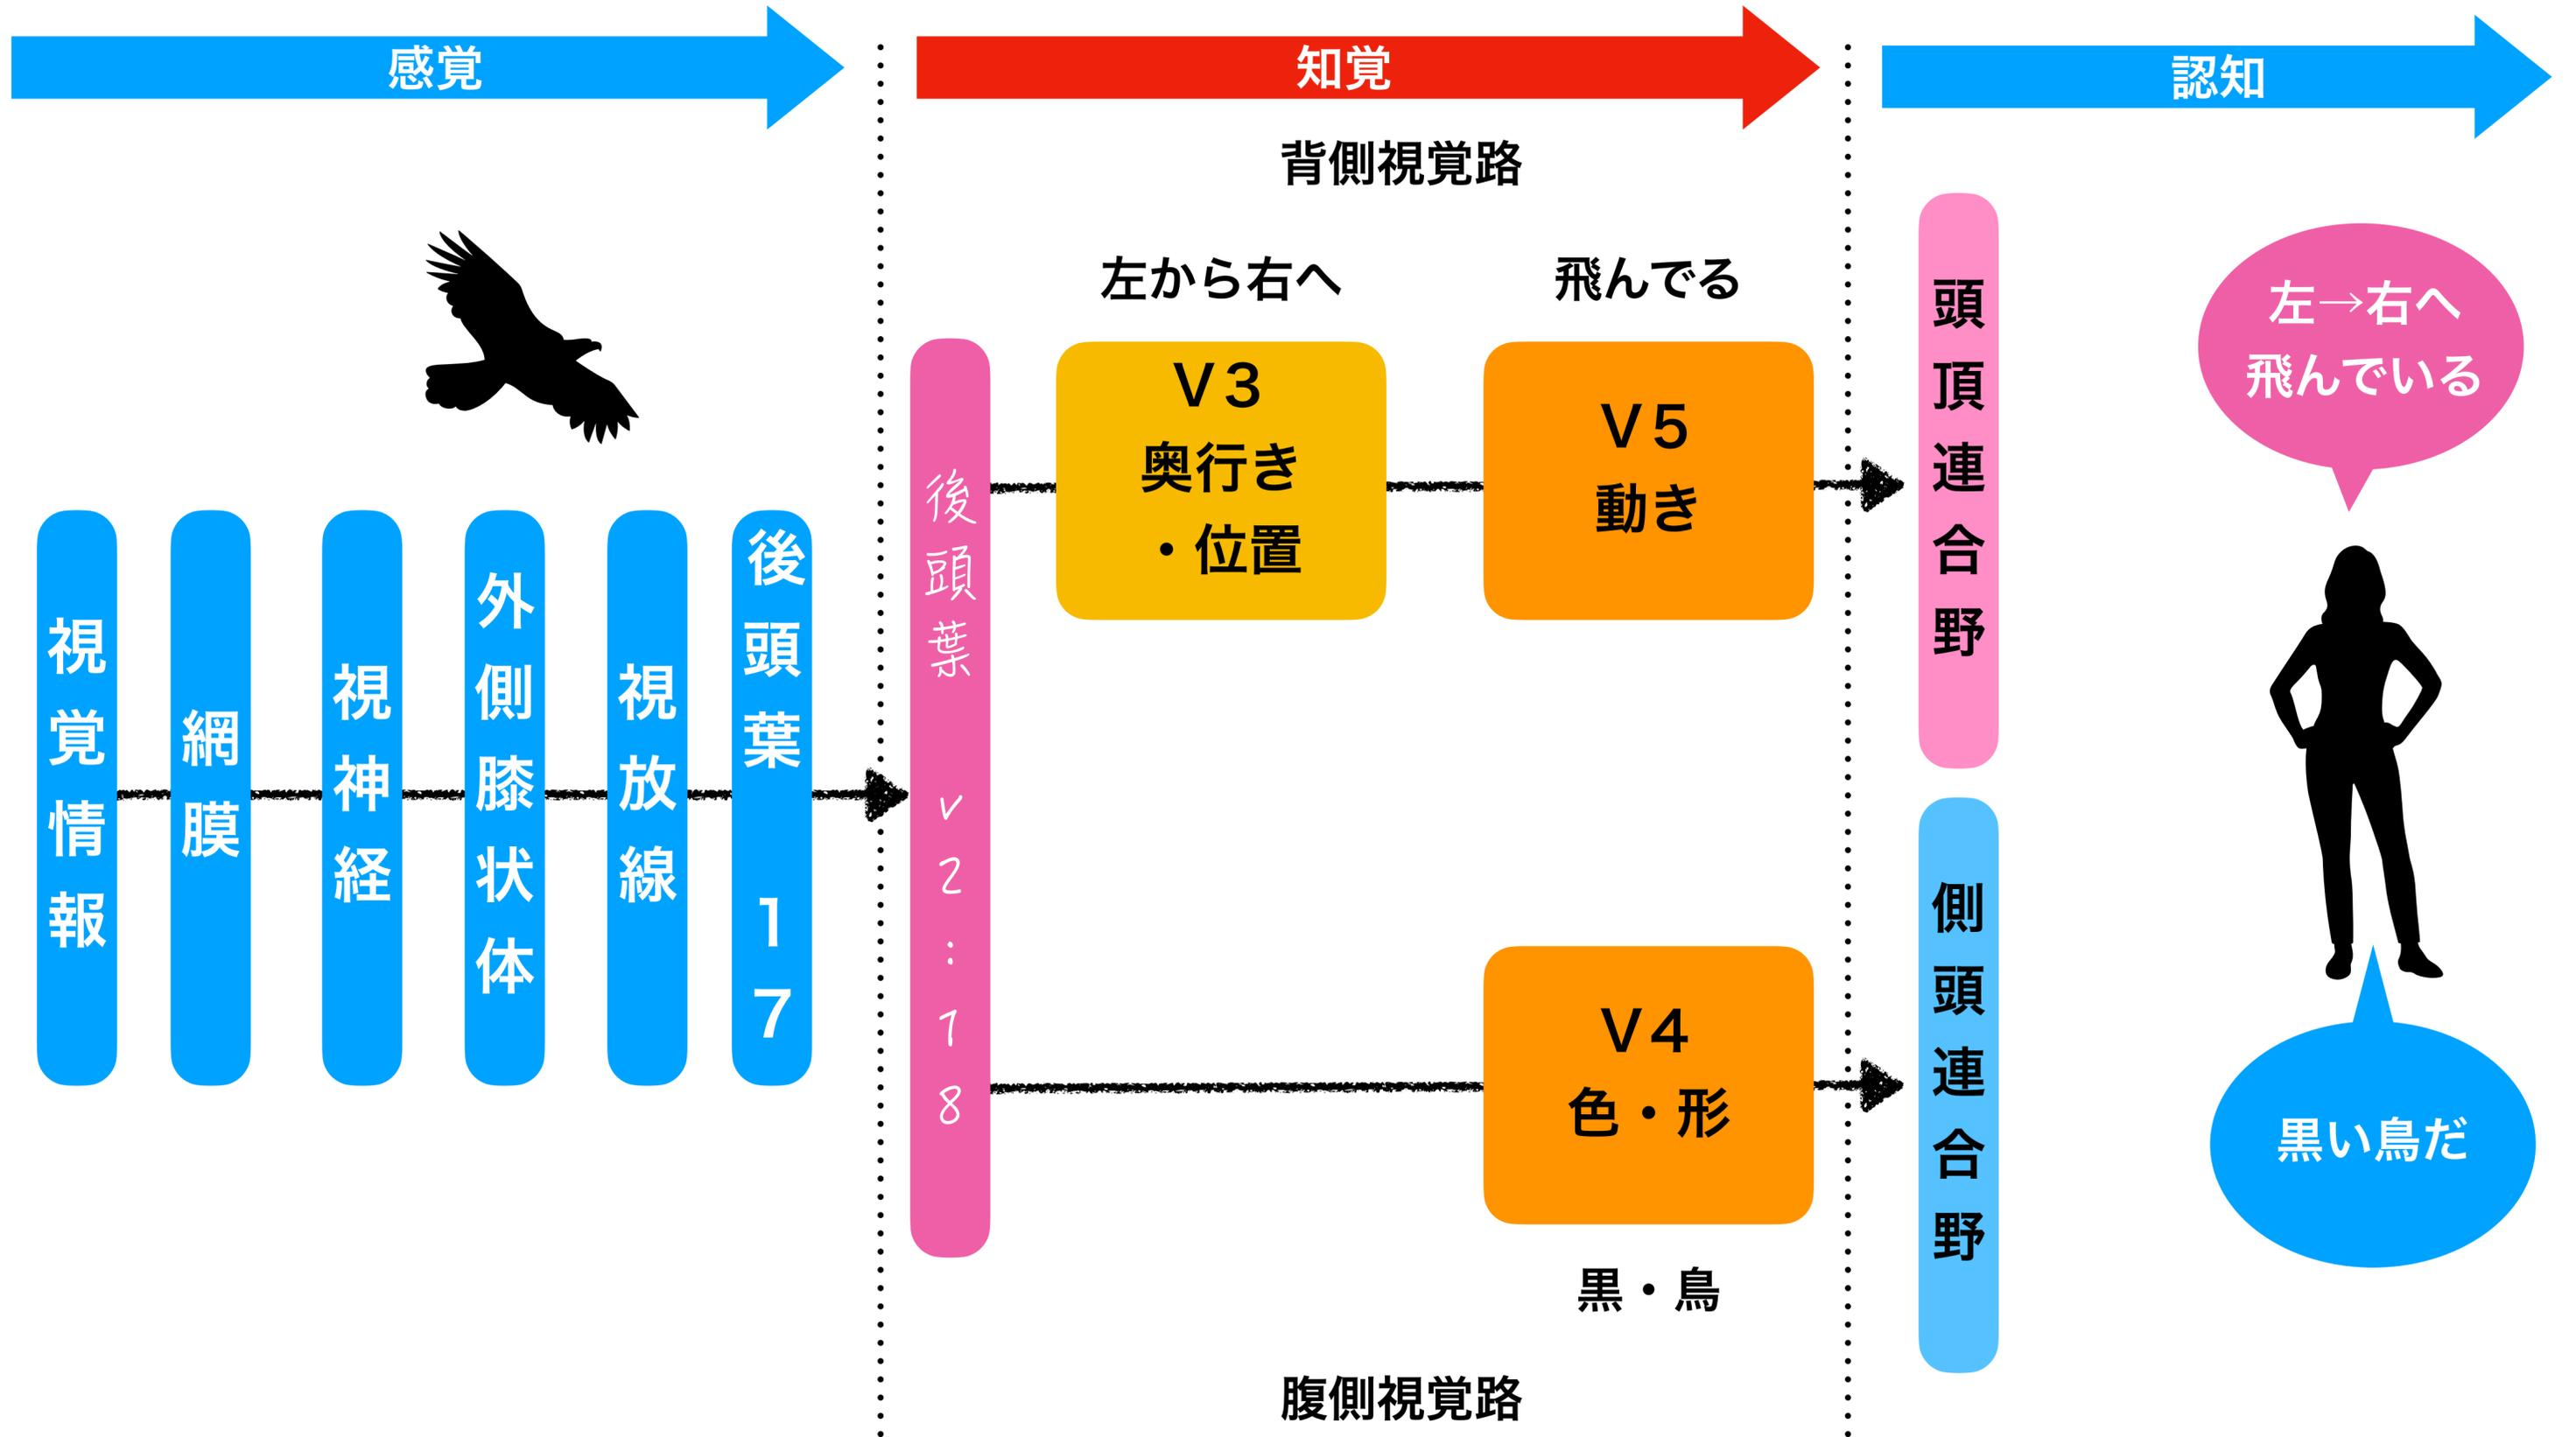 感覚
知覚
認知
背側視覚路
左から右へ
飛んでる
視覚情報
網膜
視神経
外側膝状体
視放線
後頭葉 17
後頭葉 v2:18
V3
奥行き
・位置
V5
動き
V4
色・形
黒・鳥
腹側視覚路
頭頂連合野
側頭連合野
左→右へ
飛んでいる
黒い鳥だ